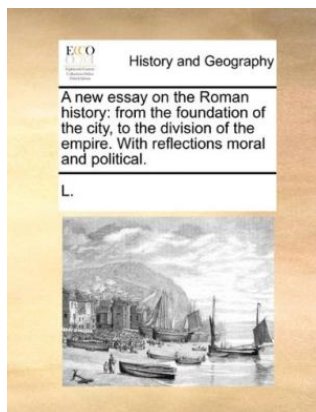 ECCO
History and Geography
A new essay on the Roman
history: from the foundation of
the city, to the division of the
empire. With reflections moral
and political.
L.